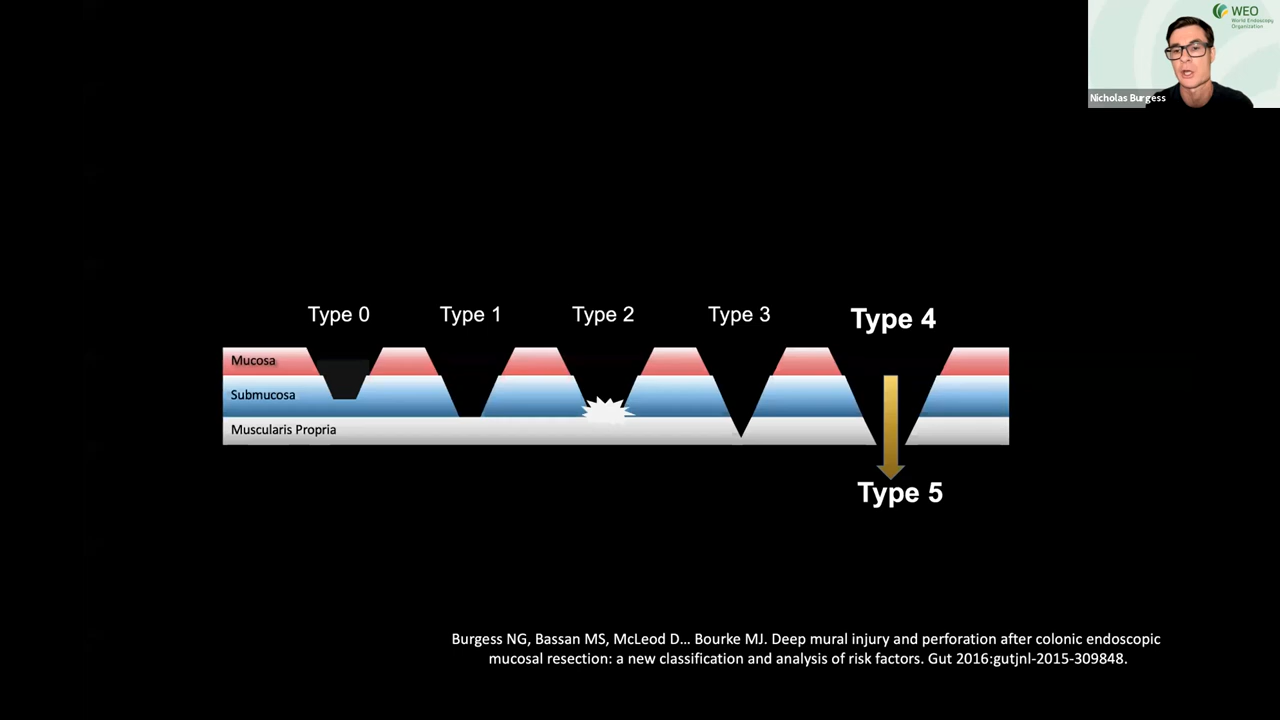 WEO
World Endoscopy
Organization
Nicholas Burgess
Type 0
Type 1
Type 2
Type 3
Type 4
Mucosa
Submucosa
Muscularis Propria
Type 5
Burgess NG, Bassan MS, McLeod D... Bourke MJ. Deep mural injury and perforation after colonic endoscopic
mucosal resection: a new classification and analysis of risk factors. Gut 2016:gutjnl-2015-309848.